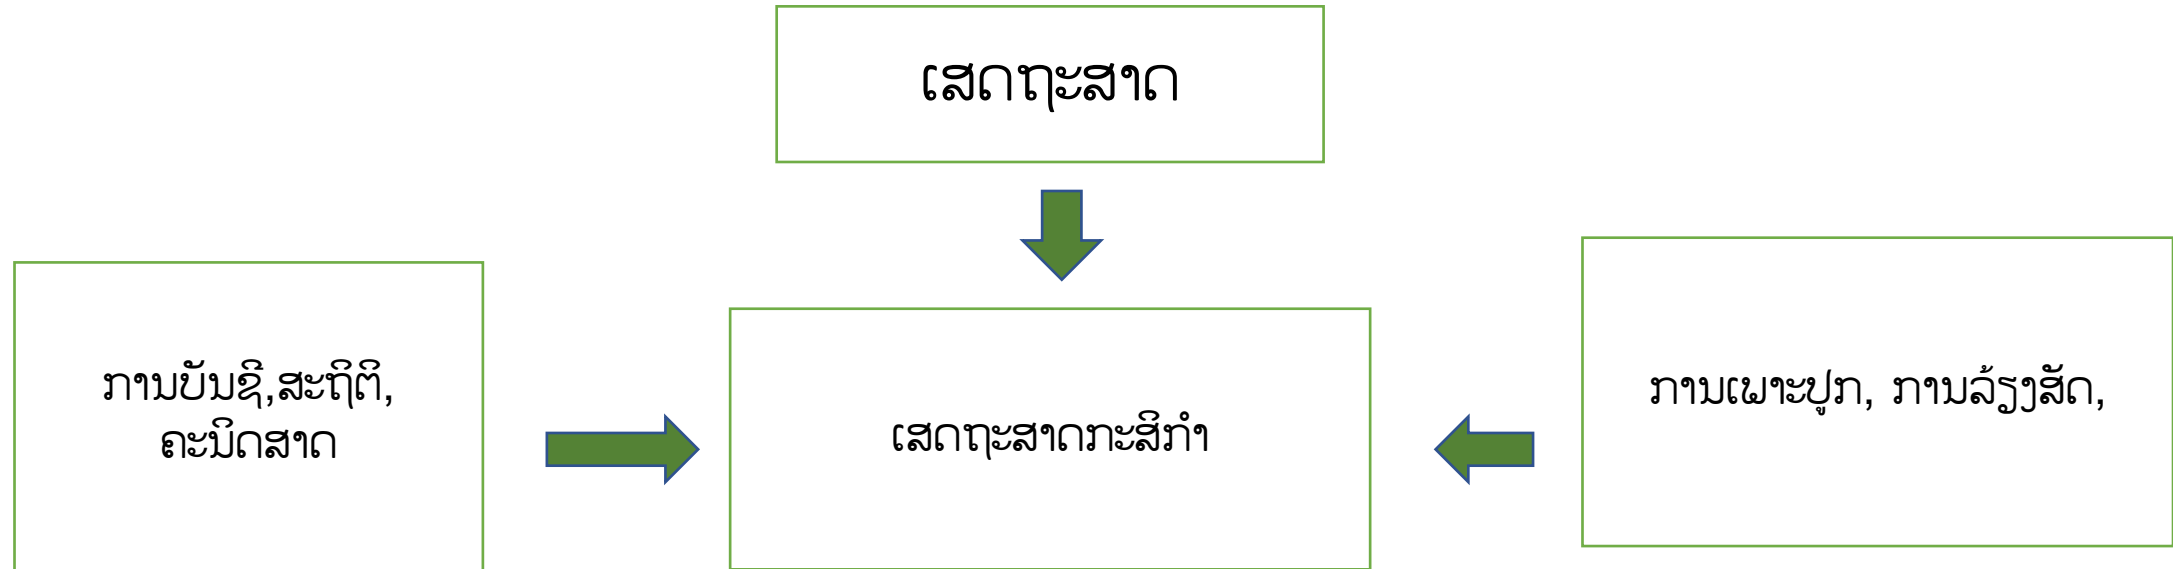 ເສດຖະສາດ
ການບັນຊີ,ສະຖິຕິ,
ຄະນິດສາດ
ເສດຖະສາດກະສິກຳ
ການເພາະປູກ, ການລ້ຽງສັດ,